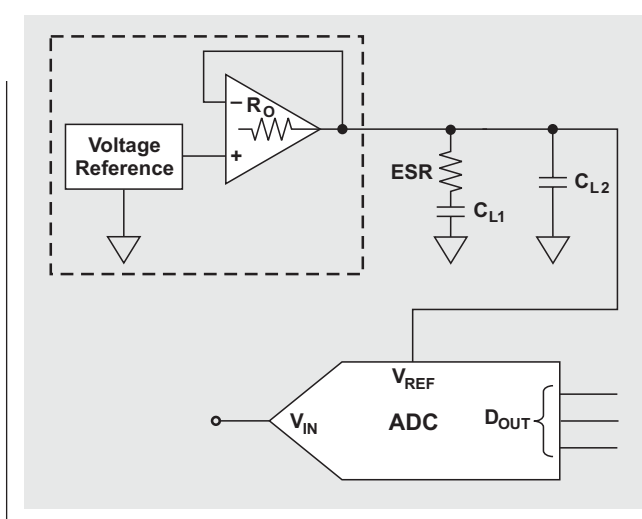 R_O
−
+
Voltage
Reference
ESR
C_L1
C_L2
V_REF
V_IN
ADC
D_OUT